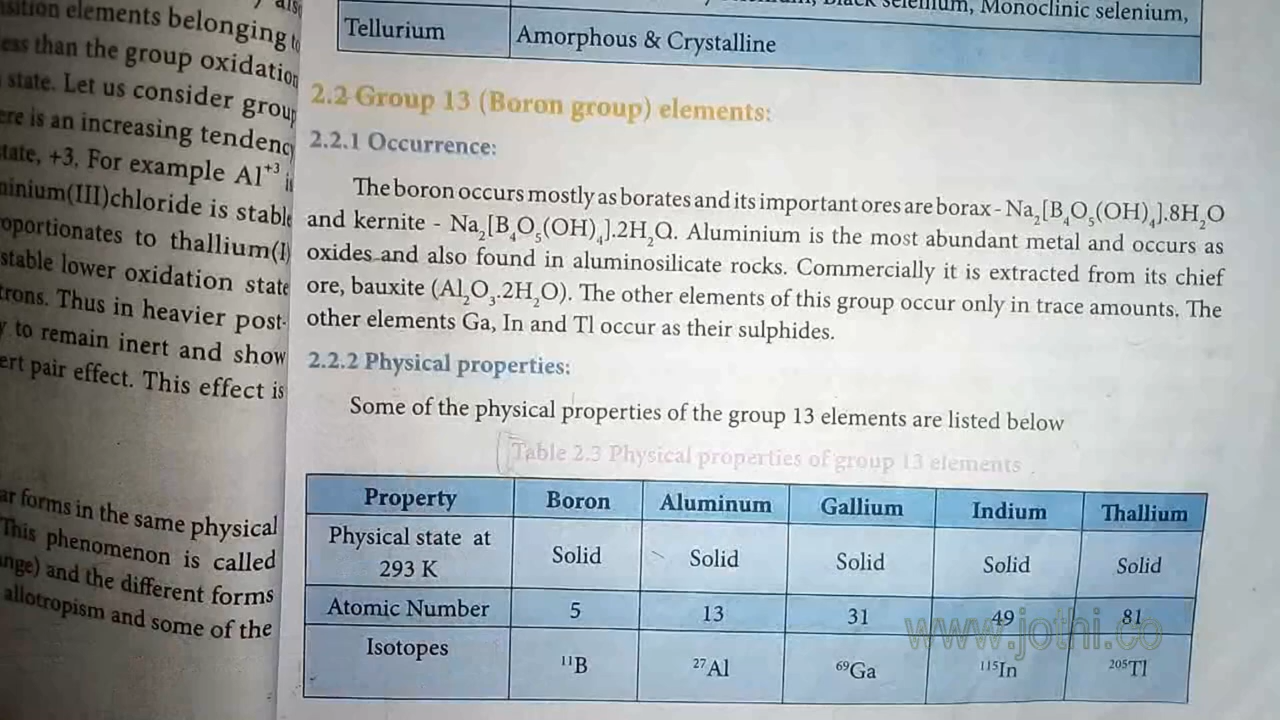 also
sition elements belonging to
ess than the group oxidation
state. Let us consider group
ere is an increasing tendency
state, +3. For example Al⁺³ is
minium(III)chloride is stable
oportionates to thallium(I)
stable lower oxidation state
trons. Thus in heavier post-
y to remain inert and show
ert pair effect. This effect is
ar forms in the same physical
This phenomenon is called
ange) and the different forms
allotropism and some of the
Black selenium, Monoclinic selenium,
Tellurium Amorphous & Crystalline
2.2 Group 13 (Boron group) elements:
2.2.1 Occurrence:
The boron occurs mostly as borates and its important ores are borax - Na₂[B₄O₅(OH)₄].8H₂O
and kernite - Na₂[B₄O₅(OH)₄].2H₂O. Aluminium is the most abundant metal and occurs as
oxides and also found in aluminosilicate rocks. Commercially it is extracted from its chief
ore, bauxite (Al₂O₃.2H₂O). The other elements of this group occur only in trace amounts. The
other elements Ga, In and Tl occur as their sulphides.
2.2.2 Physical properties:
Some of the physical properties of the group 13 elements are listed below
Table 2.3 Physical properties of group 13 elements
Property Boron Aluminum Gallium Indium Thallium
Physical state at 293 K Solid Solid Solid Solid Solid
Atomic Number 5 13 31 49 81
Isotopes ¹¹B ²⁷Al ⁶⁹Ga ¹¹⁵In ²⁰⁵Tl
www.jothi.co